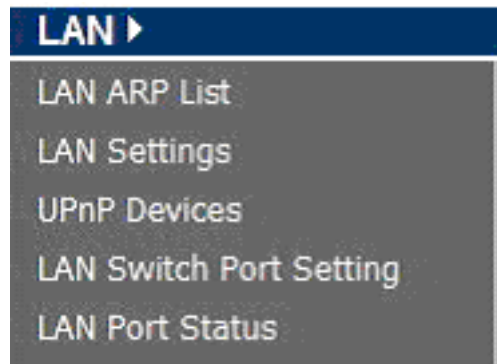 LAN
LAN ARP List
LAN Settings
UPnP Devices
LAN Switch Port Setting
LAN Port Status